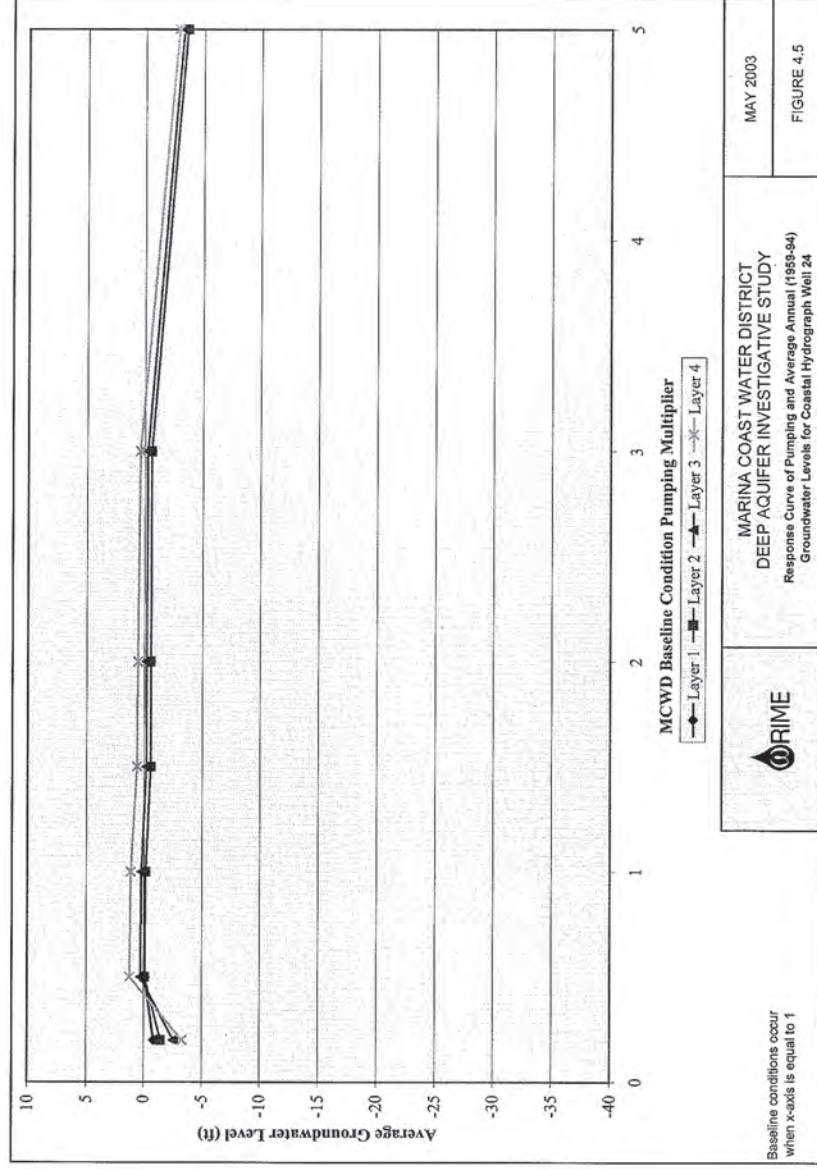 10
5
0
-5
-10
-15
-20
-25
-30
-35
-40
Average Groundwater Level (ft)
0
1
2
3
4
5
MCWD Baseline Condition Pumping Multiplier
Layer 1
Layer 2
Layer 3
Layer 4
Baseline conditions occur
when x-axis is equal to 1
RIME
MARINA COAST WATER DISTRICT
DEEP AQUIFER INVESTIGATIVE STUDY
Response Curve of Pumping and Average Annual (1959-94)
Groundwater Levels for Coastal Hydrograph Well 24
MAY 2003
FIGURE 4.5